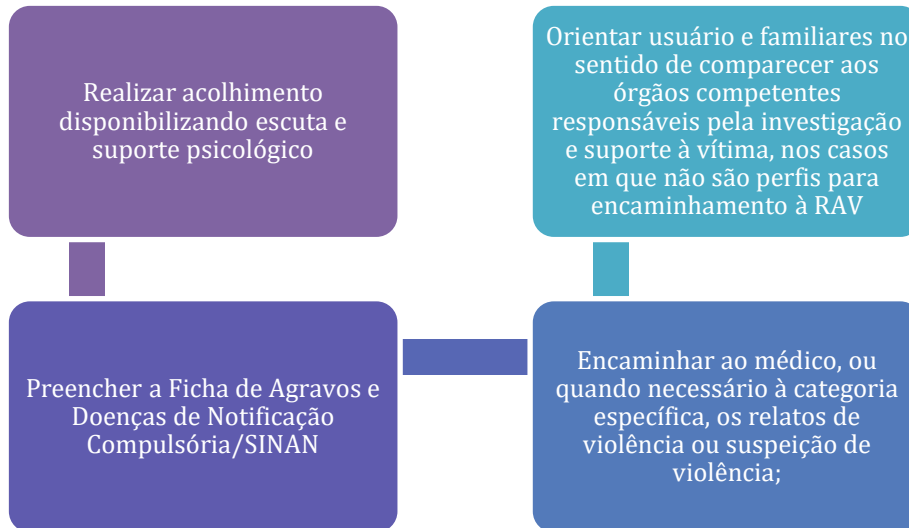 Realizar acolhimento
disponibilizando escuta e
suporte psicológico
Preencher a Ficha de Agravos e
Doenças de Notificação
Compulsória/SINAN
Encaminhar ao médico, ou
quando necessário à categoria
específica, os relatos de
violência ou suspeição de
violência;
Orientar usuário e familiares no
sentido de comparecer aos
órgãos competentes
responsáveis pela investigação
e suporte à vítima, nos casos
em que não são perfis para
encaminhamento à RAV